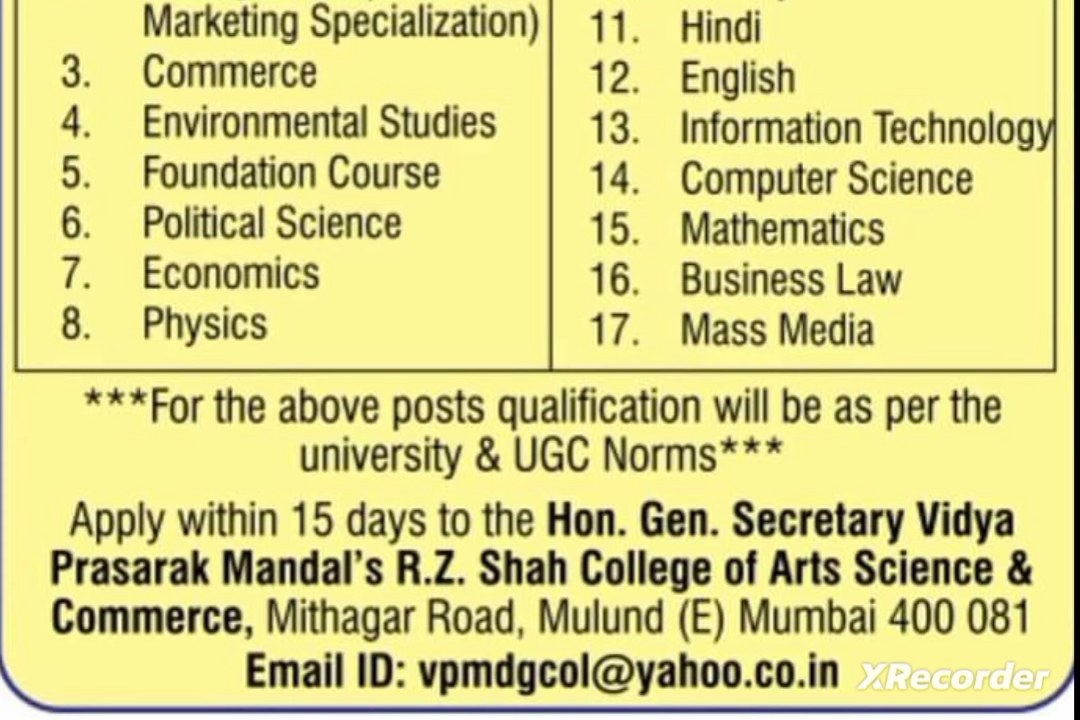 Marketing Specialization)
3. Commerce
4. Environmental Studies
5. Foundation Course
6. Political Science
7. Economics
8. Physics
11. Hindi
12. English
13. Information Technology
14. Computer Science
15. Mathematics
16. Business Law
17. Mass Media
***For the above posts qualification will be as per the
university & UGC Norms***
Apply within 15 days to the Hon. Gen. Secretary Vidya
Prasarak Mandal's R.Z. Shah College of Arts Science &
Commerce, Mithagar Road, Mulund (E) Mumbai 400 081
Email ID: vpmdgcol@yahoo.co.in
XRecorder